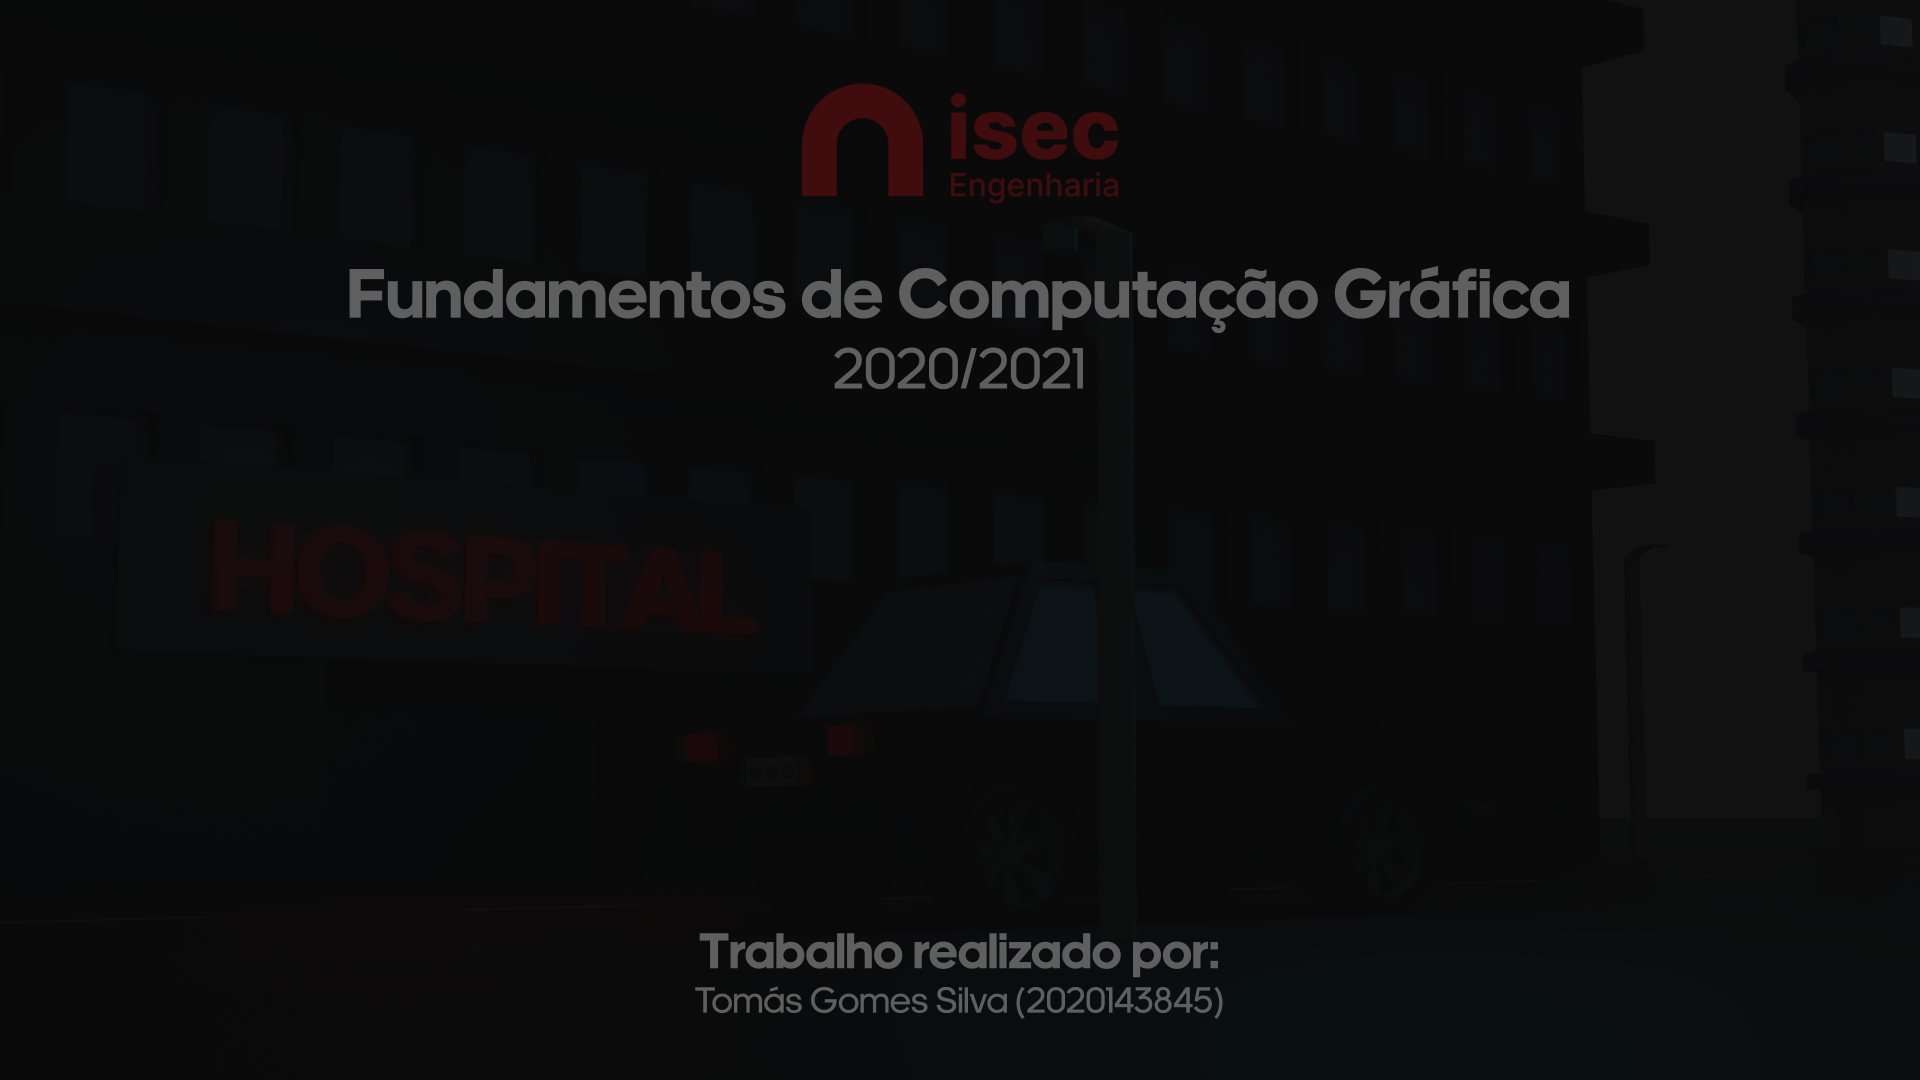 isec
Engenharia
Fundamentos de Computação Gráfica
2020/2021
HOSPITAL
Trabalho realizado por:
Tomás Gomes Silva (2020143845)